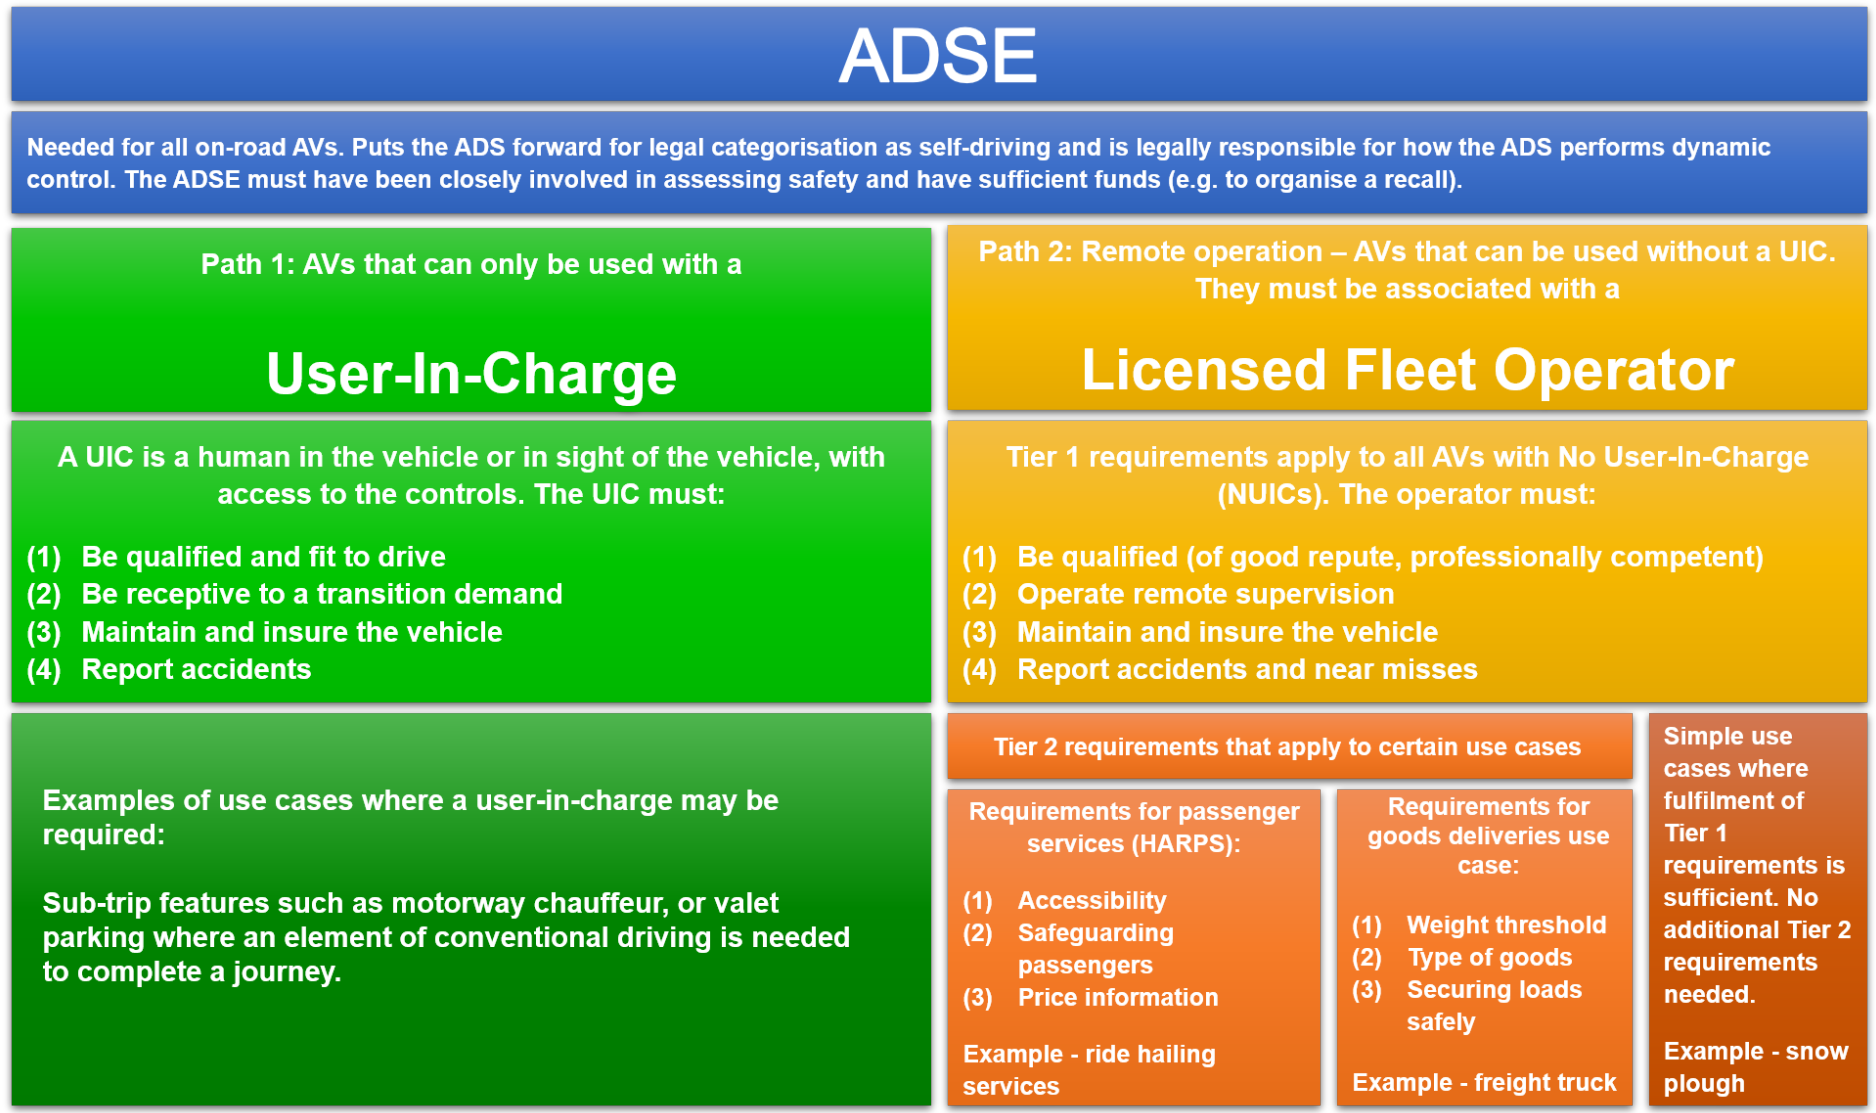 ADSE
Needed for all on-road AVs. Puts the ADS forward for legal categorisation as self-driving and is legally responsible for how the ADS performs dynamic
control. The ADSE must have been closely involved in assessing safety and have sufficient funds (e.g. to organise a recall).
Path 1: AVs that can only be used with a
User-In-Charge
A UIC is a human in the vehicle or in sight of the vehicle, with
access to the controls. The UIC must:
(1) Be qualified and fit to drive
(2) Be receptive to a transition demand
(3) Maintain and insure the vehicle
(4) Report accidents
Examples of use cases where a user-in-charge may be
required:
Sub-trip features such as motorway chauffeur, or valet
parking where an element of conventional driving is needed
to complete a journey.
Path 2: Remote operation – AVs that can be used without a UIC.
They must be associated with a
Licensed Fleet Operator
Tier 1 requirements apply to all AVs with No User-In-Charge
(NUICs). The operator must:
(1) Be qualified (of good repute, professionally competent)
(2) Operate remote supervision
(3) Maintain and insure the vehicle
(4) Report accidents and near misses
Tier 2 requirements that apply to certain use cases
Requirements for passenger
services (HARPS):
(1) Accessibility
(2) Safeguarding
passengers
(3) Price information
Example - ride hailing
services
Requirements for
goods deliveries use
case:
(1) Weight threshold
(2) Type of goods
(3) Securing loads
safely
Example - freight truck
Simple use
cases where
fulfilment of
Tier 1
requirements is
sufficient. No
additional Tier 2
requirements
needed.
Example - snow
plough